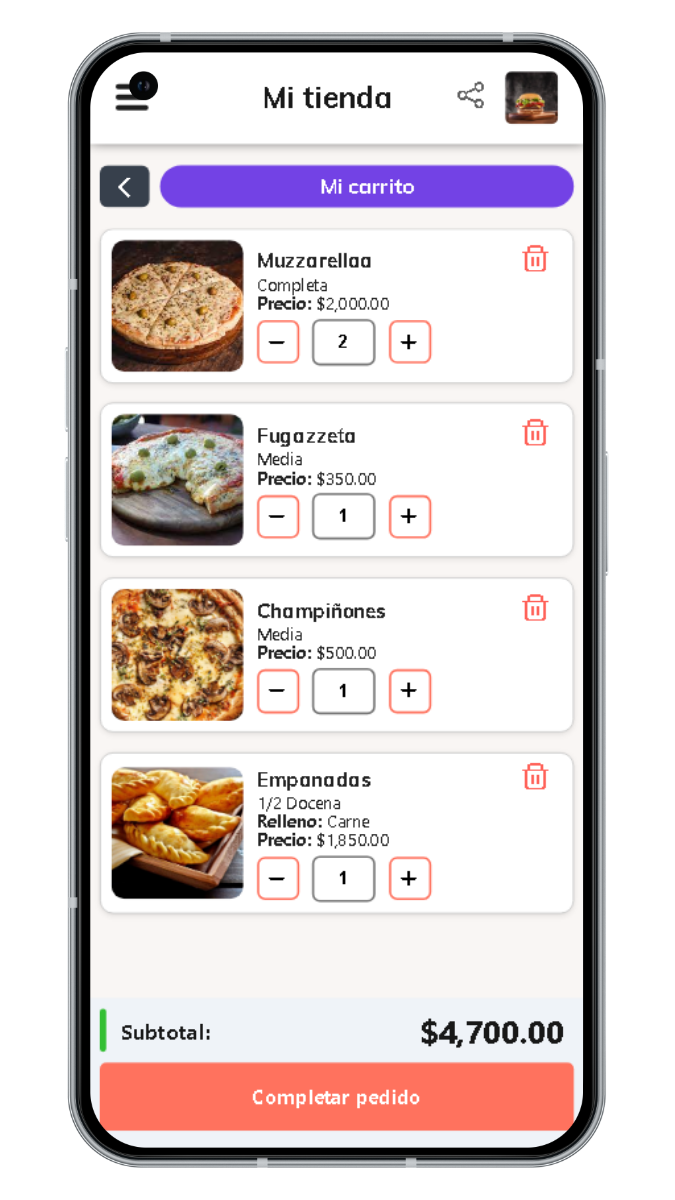 Mi tienda
Mi carrito
Muzzarellaa
Completa
Precio: $2,000.00
− 2 +
Fugazzeta
Media
Precio: $350.00
− 1 +
Champiñones
Media
Precio: $500.00
− 1 +
Empanadas
1/2 Docena
Relleno: Carne
Precio: $1,850.00
− 1 +
Subtotal: $4,700.00
Completar pedido